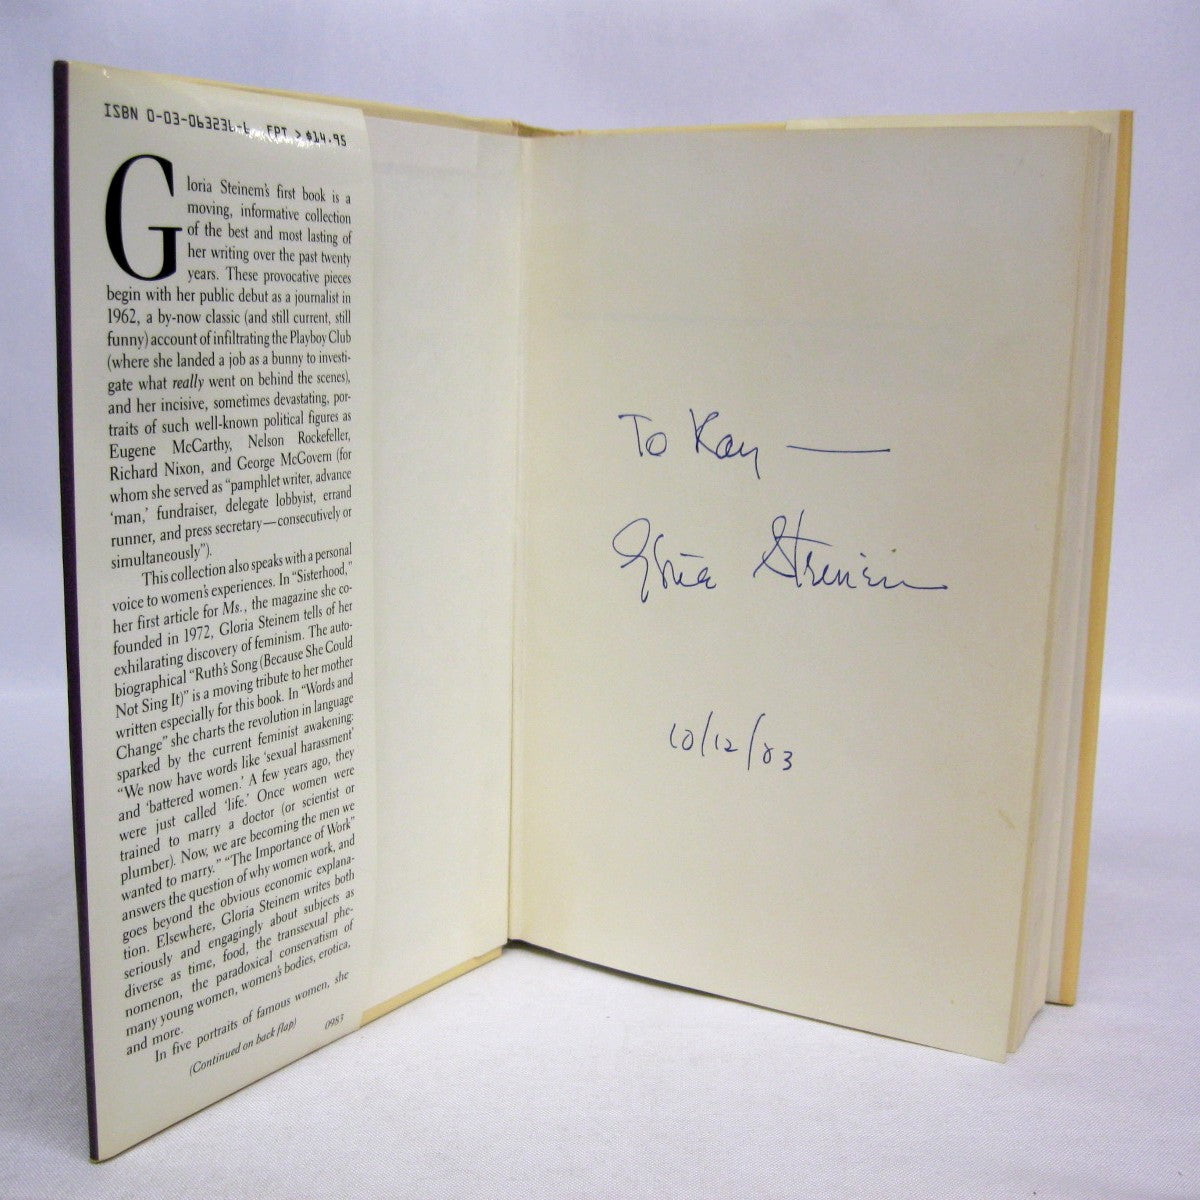 ISBN 0-03-063236-6 FPT > $14.95
Gloria Steinem's first book is a
moving, informative collection
of the best and most lasting of
her writing over the past twenty
years. These provocative pieces
begin with her public debut as a journalist in
1962, a by-now classic (and still current, still
funny) account of infiltrating the Playboy Club
(where she landed a job as a bunny to investi-
gate what really went on behind the scenes),
and her incisive, sometimes devastating, por-
traits of such well-known political figures as
Eugene McCarthy, Nelson Rockefeller,
Richard Nixon, and George McGovern (for
whom she served as “pamphlet writer, advance
‘man,’ fundraiser, delegate lobbyist, errand
runner, and press secretary—consecutively or
simultaneously”).
This collection also speaks with a personal
voice to women's experiences. In “Sisterhood,”
her first article for Ms., the magazine she co-
founded in 1972, Gloria Steinem tells of her
exhilarating discovery of feminism. The auto-
biographical “Ruth's Song (Because She Could
Not Sing It)” is a moving tribute to her mother
written especially for this book. In “Words and
Change” she charts the revolution in language
sparked by the current feminist awakening:
“We now have words like ‘sexual harassment’
and ‘battered women.’ A few years ago, they
were just called ‘life.’ Once women were
trained to marry a doctor (or scientist or
plumber). Now, we are becoming the men we
wanted to marry.” “The Importance of Work”
answers the question of why women work, and
goes beyond the obvious economic explana-
tion. Elsewhere, Gloria Steinem writes both
seriously and engagingly about subjects as
diverse as time, food, the transsexual phe-
nomenon, the paradoxical conservatism of
many young women, women's bodies, erotica,
and more.
In five portraits of famous women, she
(Continued on back flap) 0983
To Kay —
Gloria Steinem
10/12/03